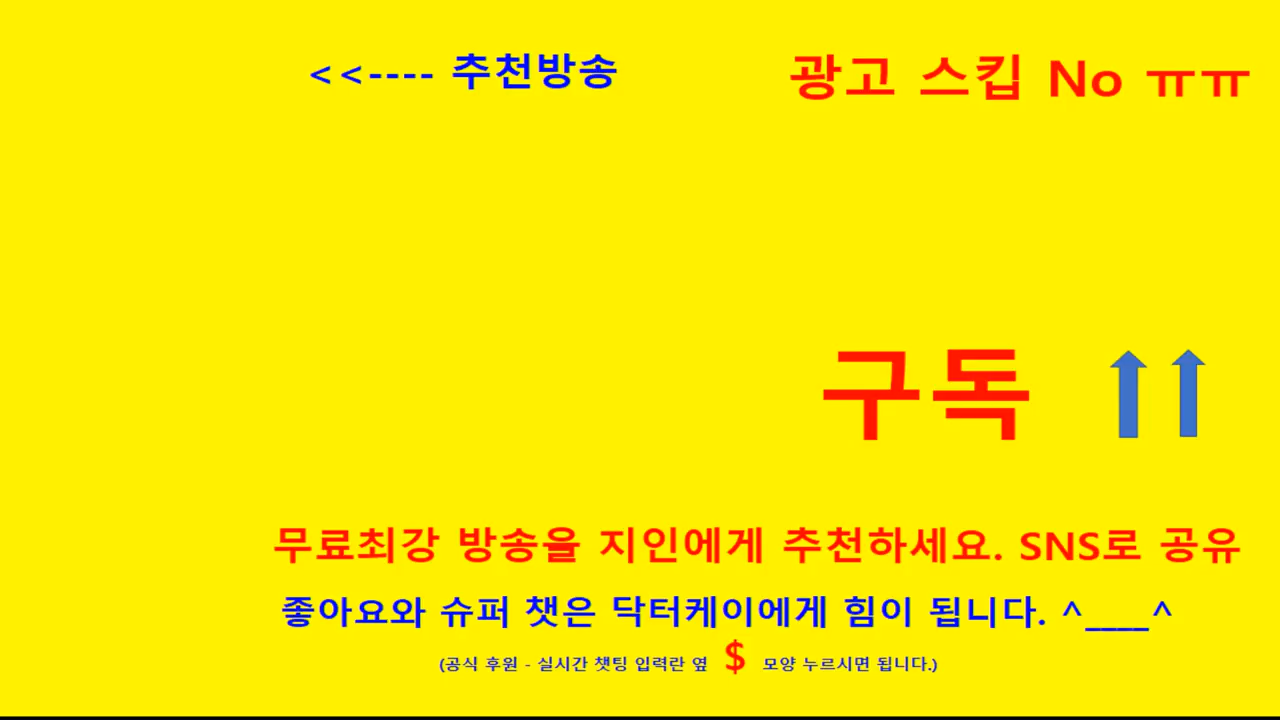 <<---- 추천방송
광고 스킵 No ㅠㅠ
구독
무료최강 방송을 지인에게 추천하세요. SNS로 공유
좋아요와 슈퍼 챗은 닥터케이에게 힘이 됩니다. ^____^
(공식 후원 - 실시간 챗팅 입력란 옆 $ 모양 누르시면 됩니다.)